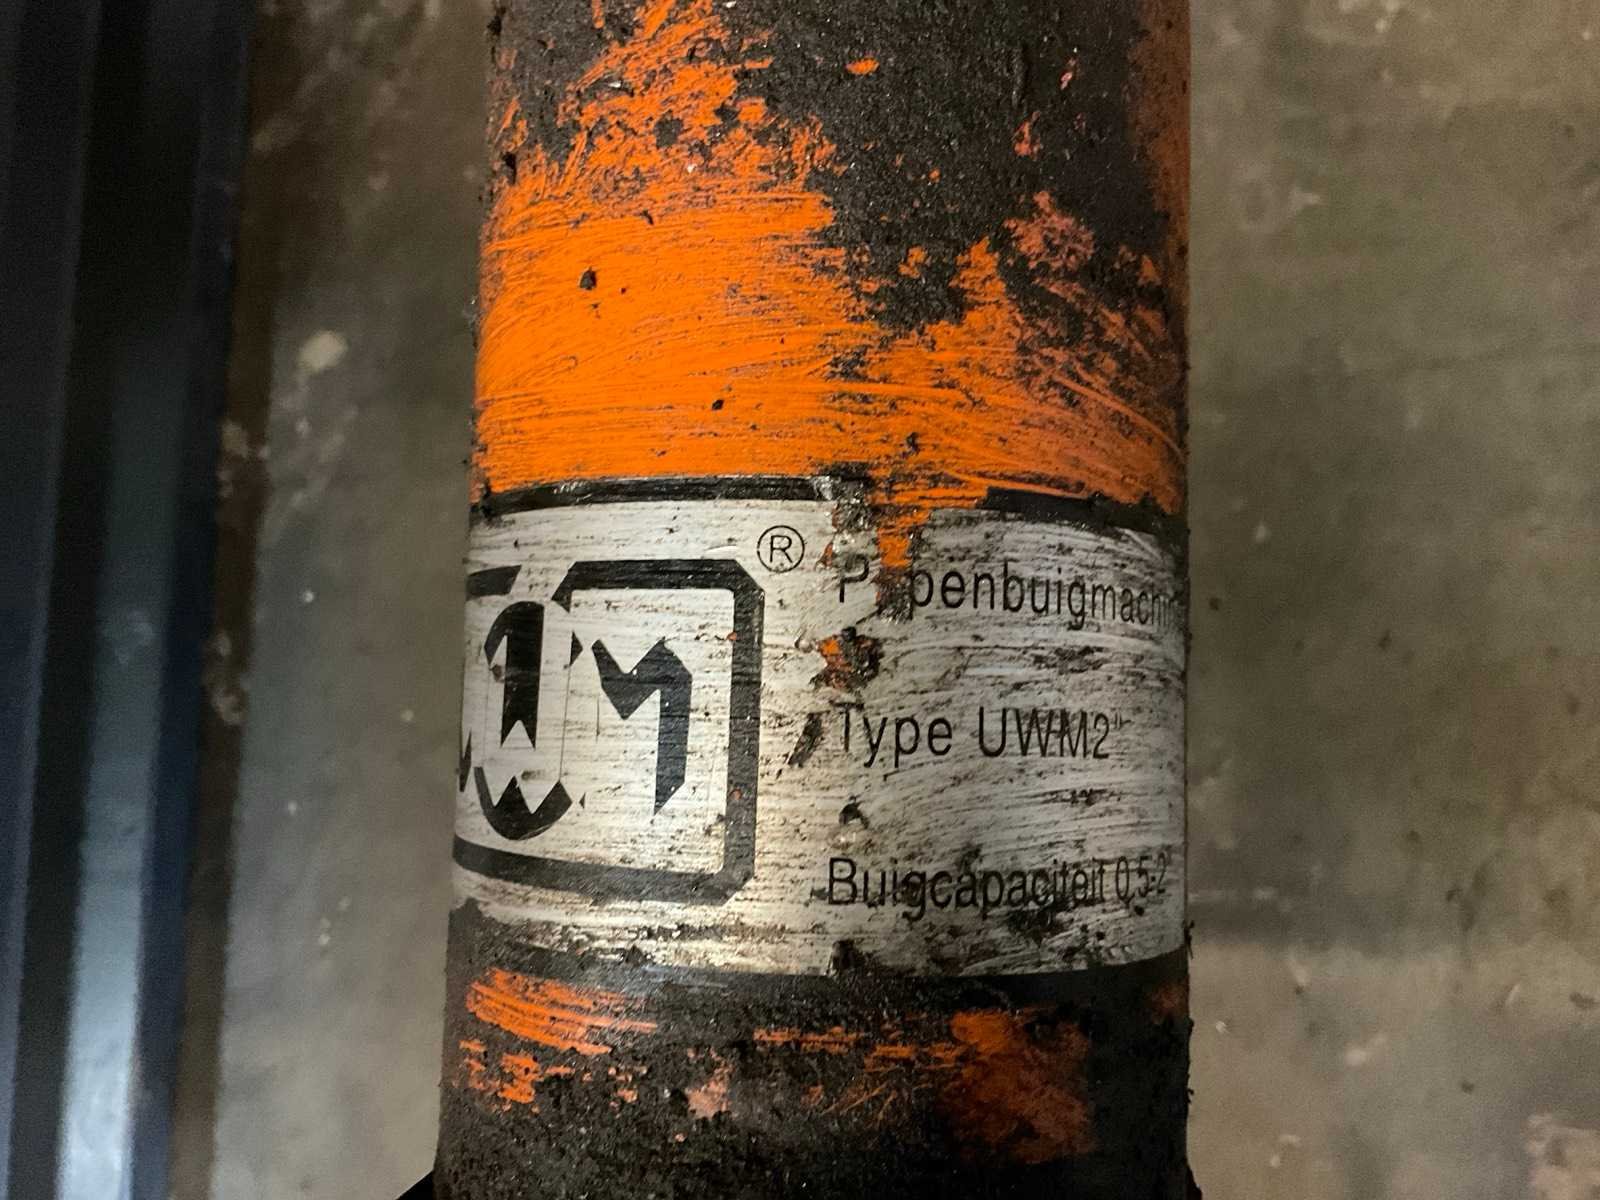 ®
penbuigmachin
Type UWM2"
Buigcapaciteit 0,5-2"